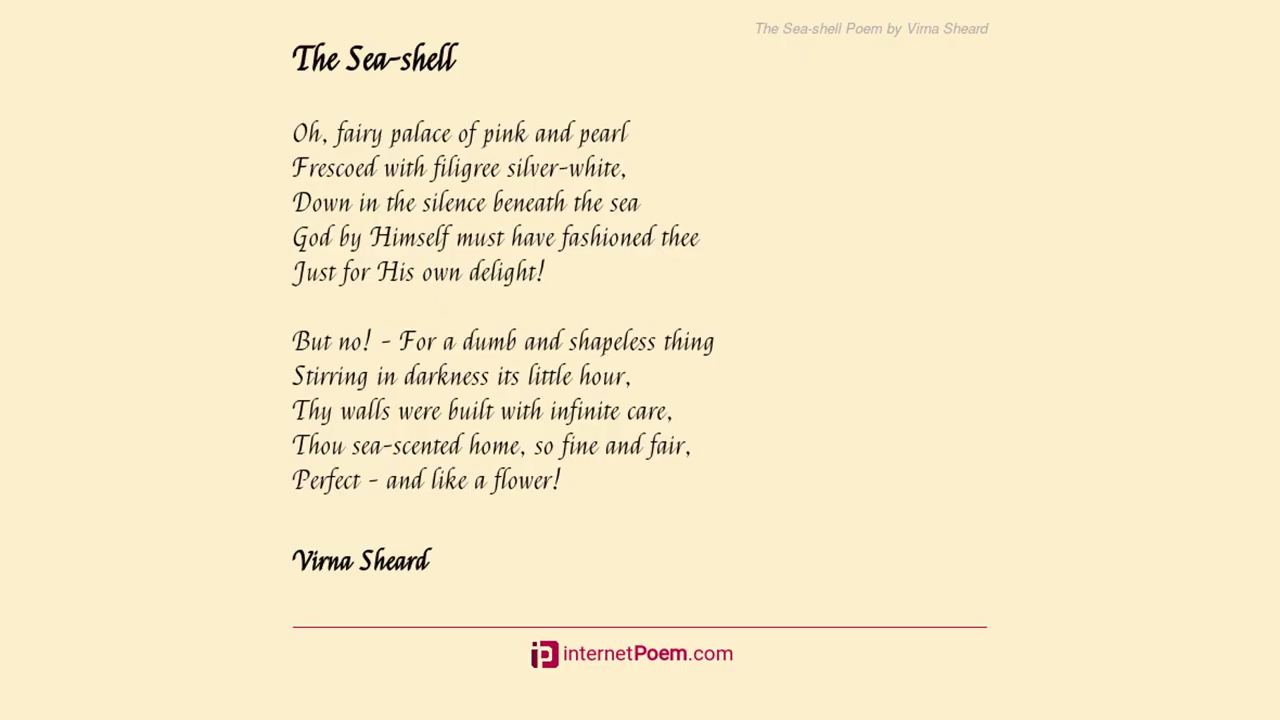 The Sea-shell Poem by Virna Sheard
The Sea-shell
Oh, fairy palace of pink and pearl
Frescoed with filigree silver-white,
Down in the silence beneath the sea
God by Himself must have fashioned thee
Just for His own delight!
But no! - For a dumb and shapeless thing
Stirring in darkness its little hour,
Thy walls were built with infinite care,
Thou sea-scented home, so fine and fair,
Perfect - and like a flower!
Virna Sheard
ip internetPoem.com